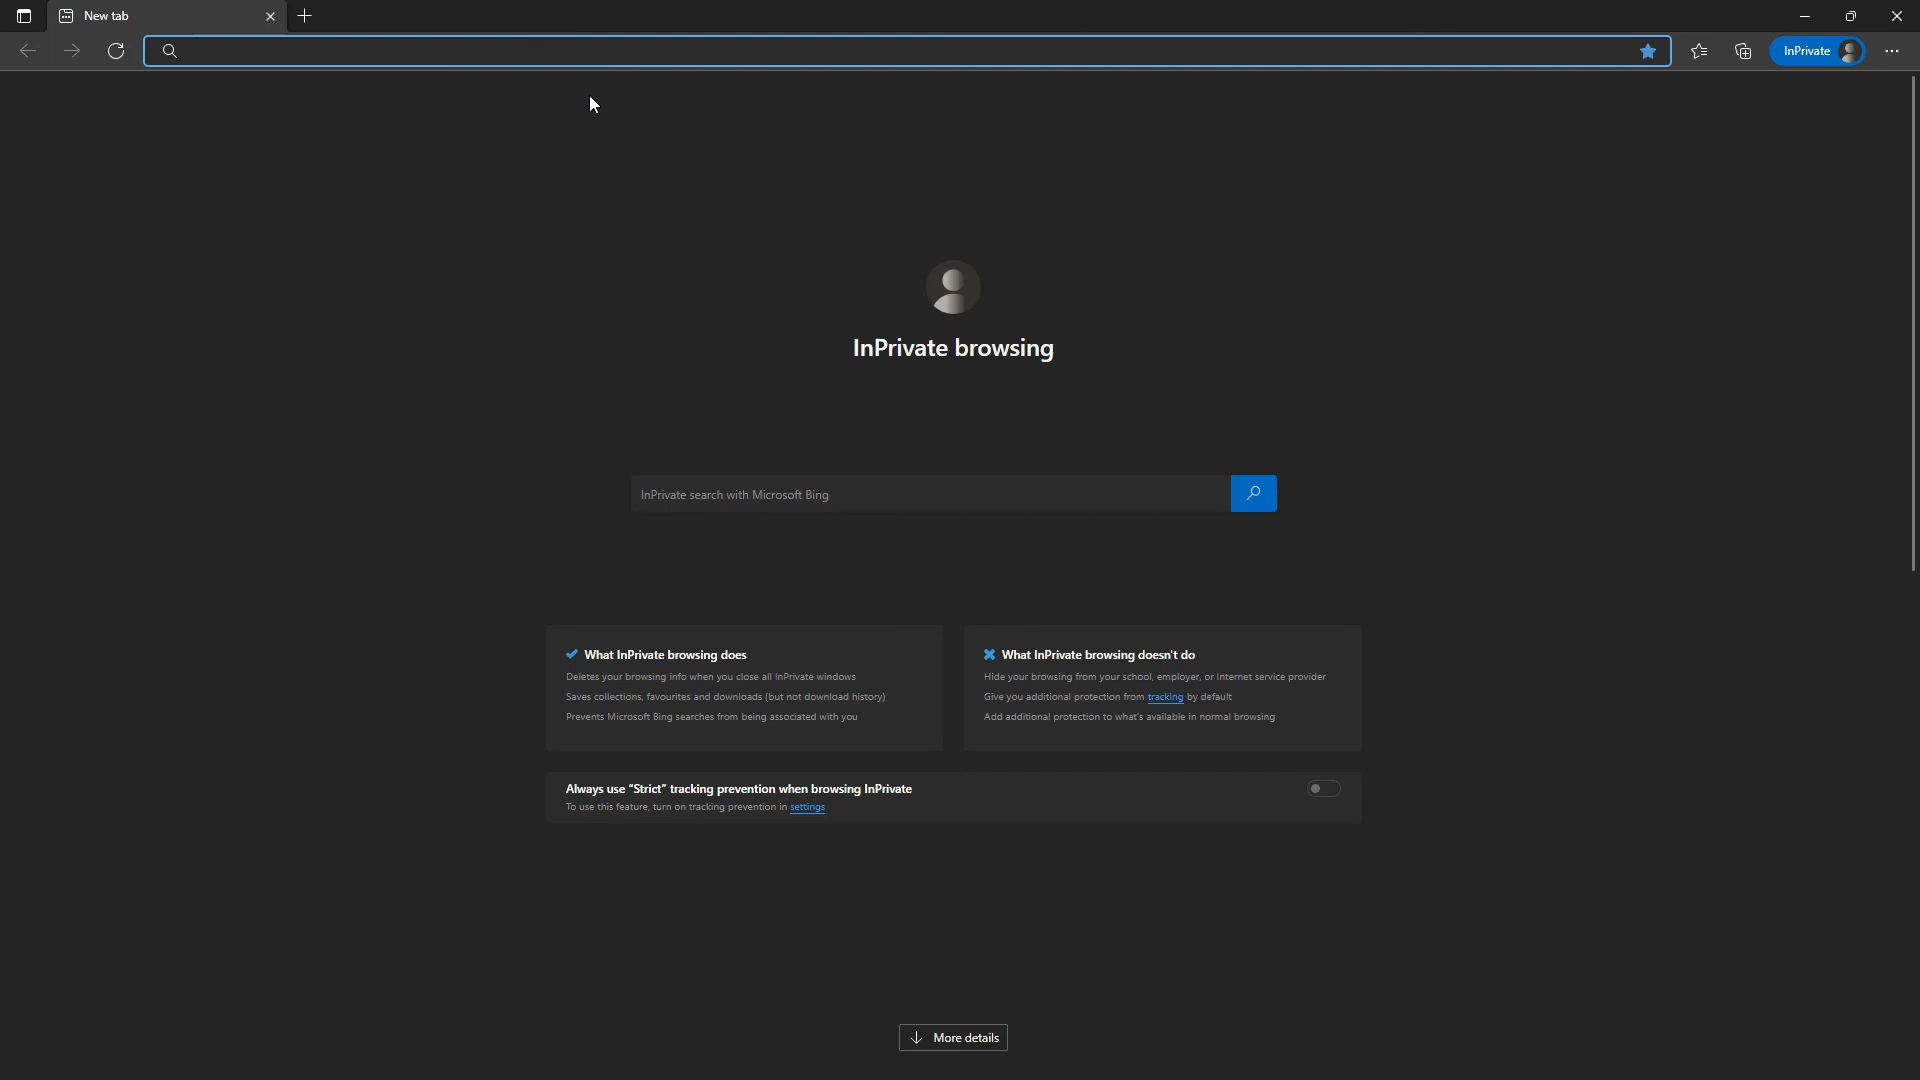 New tab
InPrivate
InPrivate browsing
InPrivate search with Microsoft Bing
What InPrivate browsing does
Deletes your browsing info when you close all InPrivate windows
Saves collections, favourites and downloads (but not download history)
Prevents Microsoft Bing searches from being associated with you
What InPrivate browsing doesn't do
Hide your browsing from your school, employer, or Internet service provider
Give you additional protection from tracking by default
Add additional protection to what's available in normal browsing
Always use "Strict" tracking prevention when browsing InPrivate
To use this feature, turn on tracking prevention in settings
More details